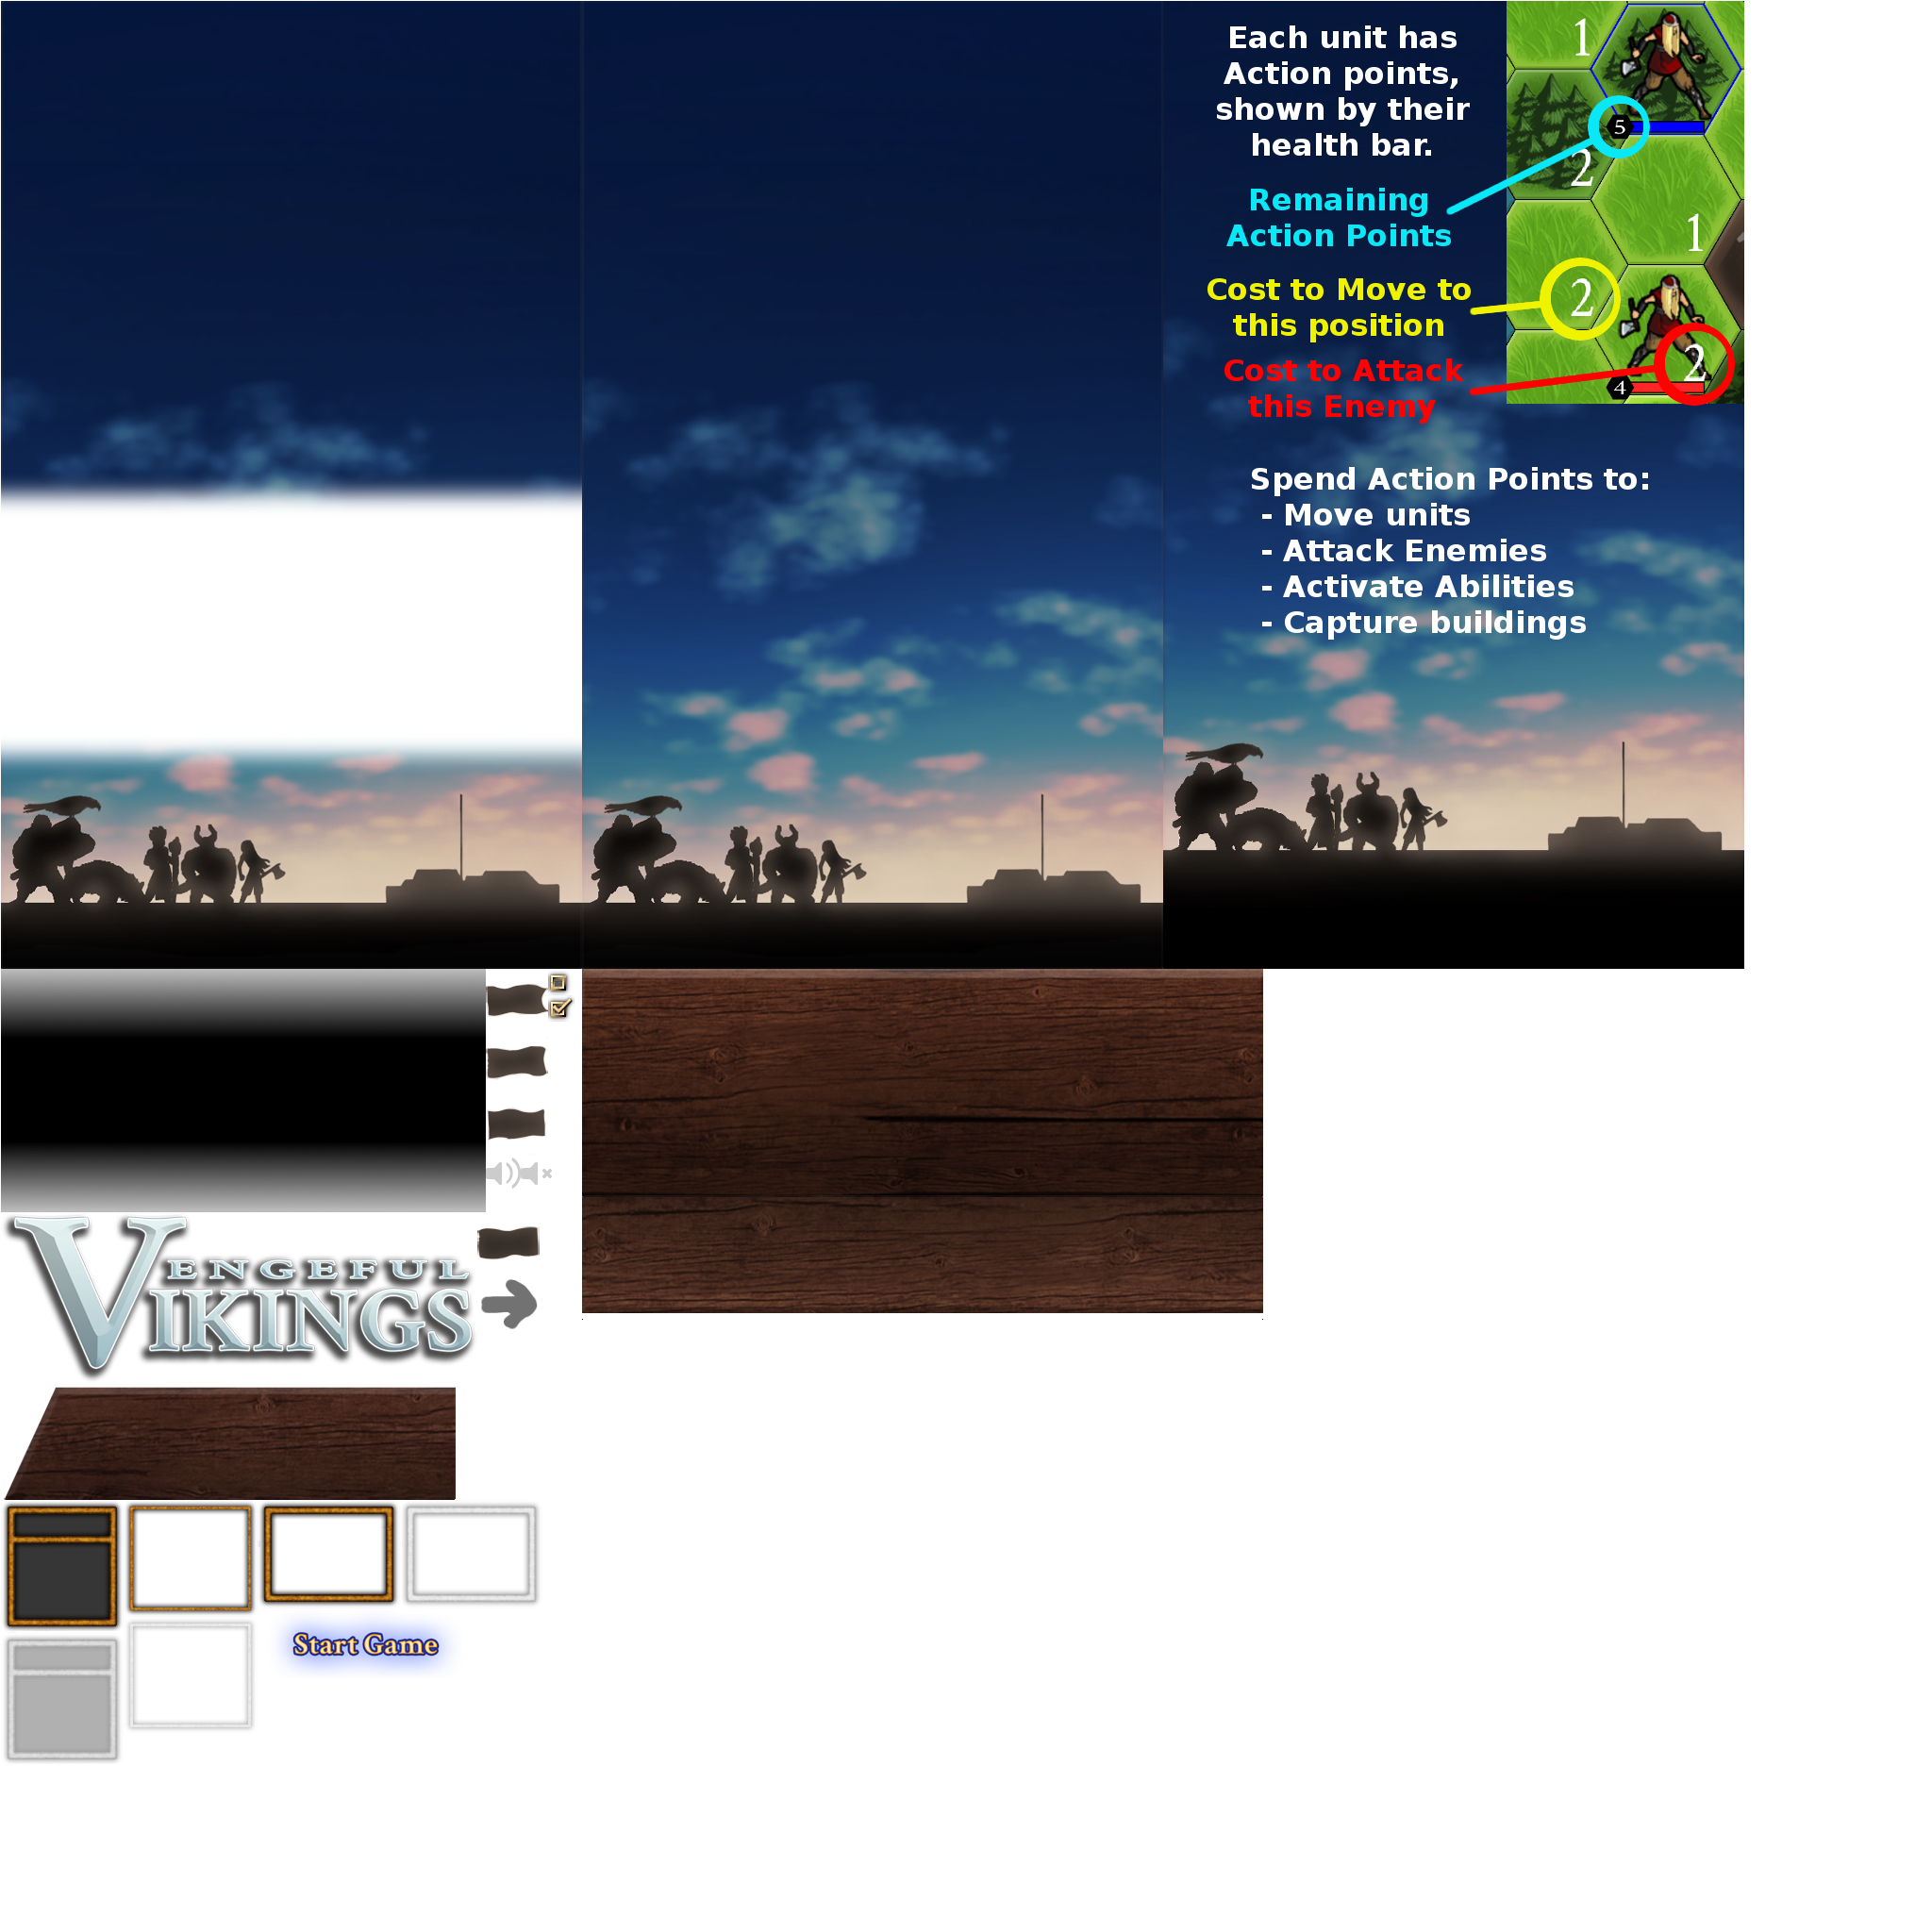 Each unit has
Action points,
shown by their
health bar.
Remaining
Action Points
Cost to Move to
this position
Cost to Attack
this Enemy
1
5
2
1
2
2
4
Spend Action Points to:
- Move units
- Attack Enemies
- Activate Abilities
- Capture buildings
VENGEFUL
VIKINGS
Start Game